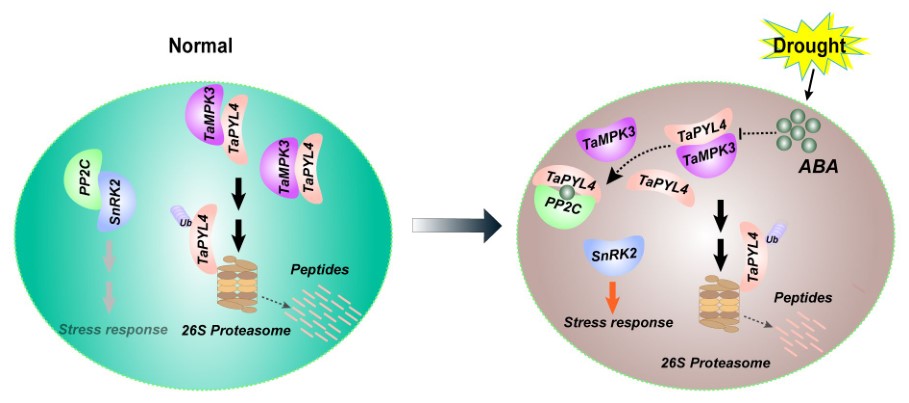 Normal
Drought
TaMPK3
TaPYL4
TaMPK3
TaPYL4
PP2C
SnRK2
Ub
TaPYL4
Peptides
Stress response
26S Proteasome
TaMPK3
TaPYL4
TaMPK3
ABA
TaPYL4
PP2C
TaPYL4
SnRK2
Ub
TaPYL4
Peptides
Stress response
26S Proteasome